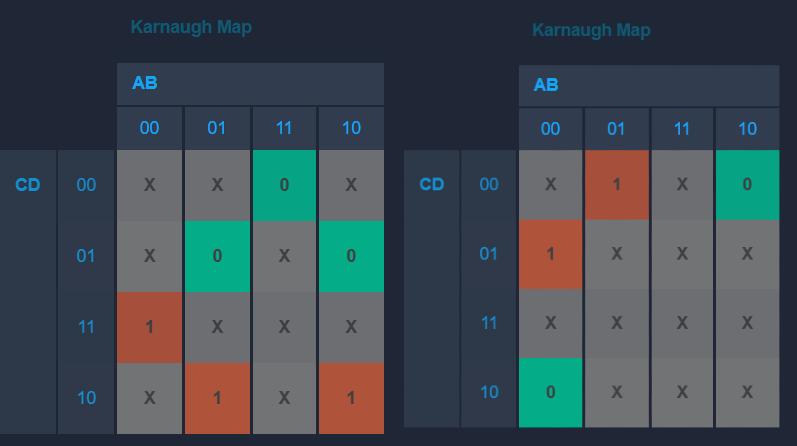 Karnaugh Map
AB
00 01 11 10
CD 00 X X 0 X
01 X 0 X 0
11 1 X X X
10 X 1 X 1
Karnaugh Map
AB
00 01 11 10
CD 00 X 1 X 0
01 1 X X X
11 X X X X
10 0 X X X